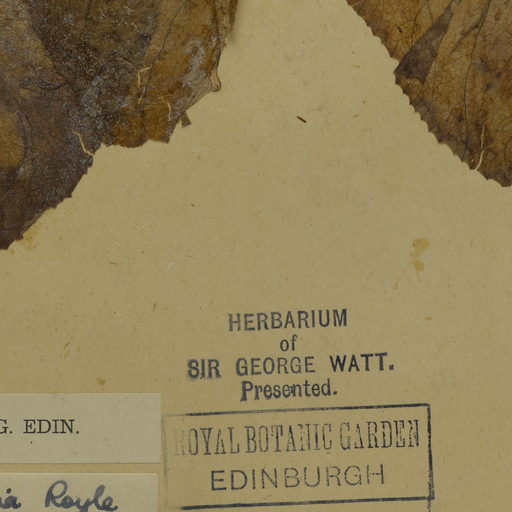 HERBARIUM
of
SIR GEORGE WATT.
Presented.
ROYAL BOTANIC GARDEN
EDINBURGH
G. EDIN.
Royle